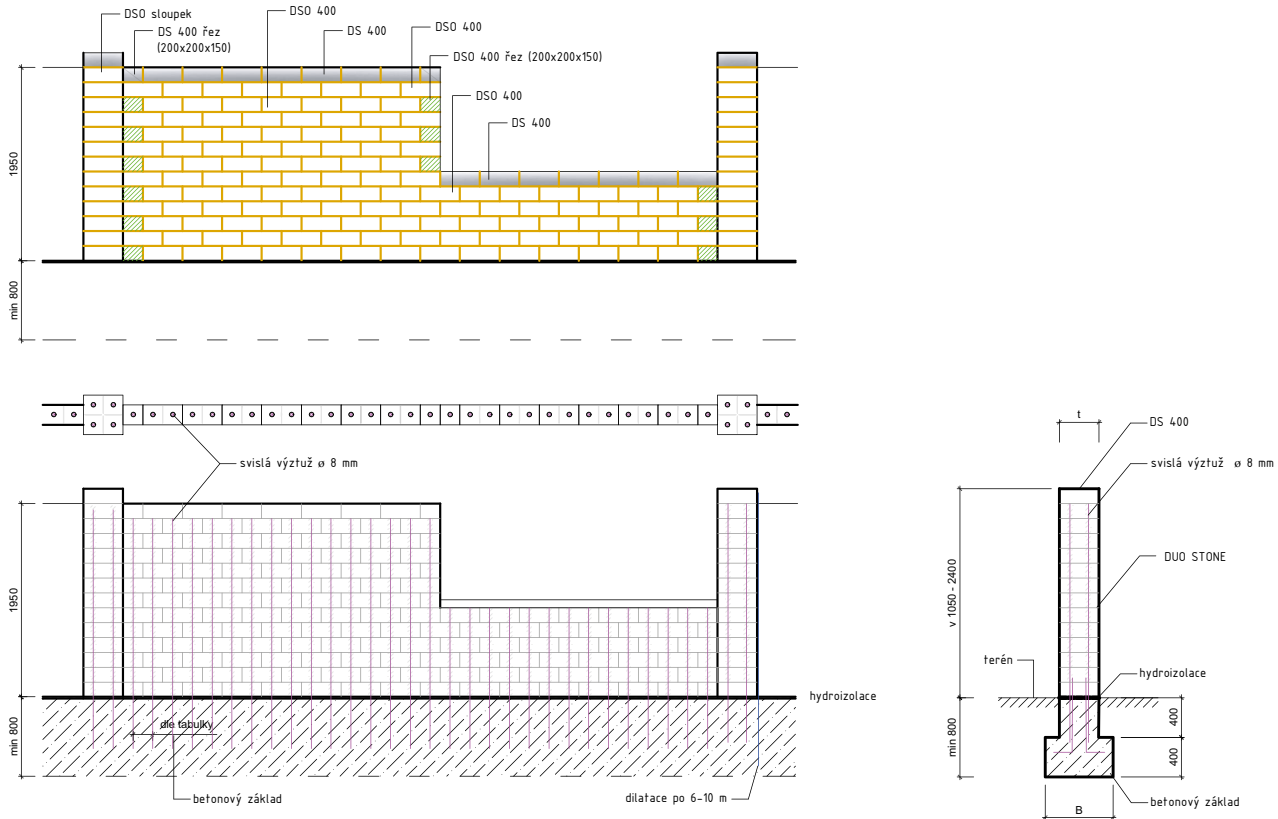 DSO sloupek
DS 400 řez
(200x200x150)
DSO 400
DS 400
DSO 400
DSO 400 řez (200x200x150)
DSO 400
DS 400
1950
min 800
svislá výztuž ø 8 mm
1950
min 800
dle tabulky
hydroizolace
betonový základ
dilatace po 6-10 m
t
DS 400
svislá výztuž ø 8 mm
DUO STONE
v 1050 - 2400
terén
hydroizolace
min 800
400
400
betonový základ
B